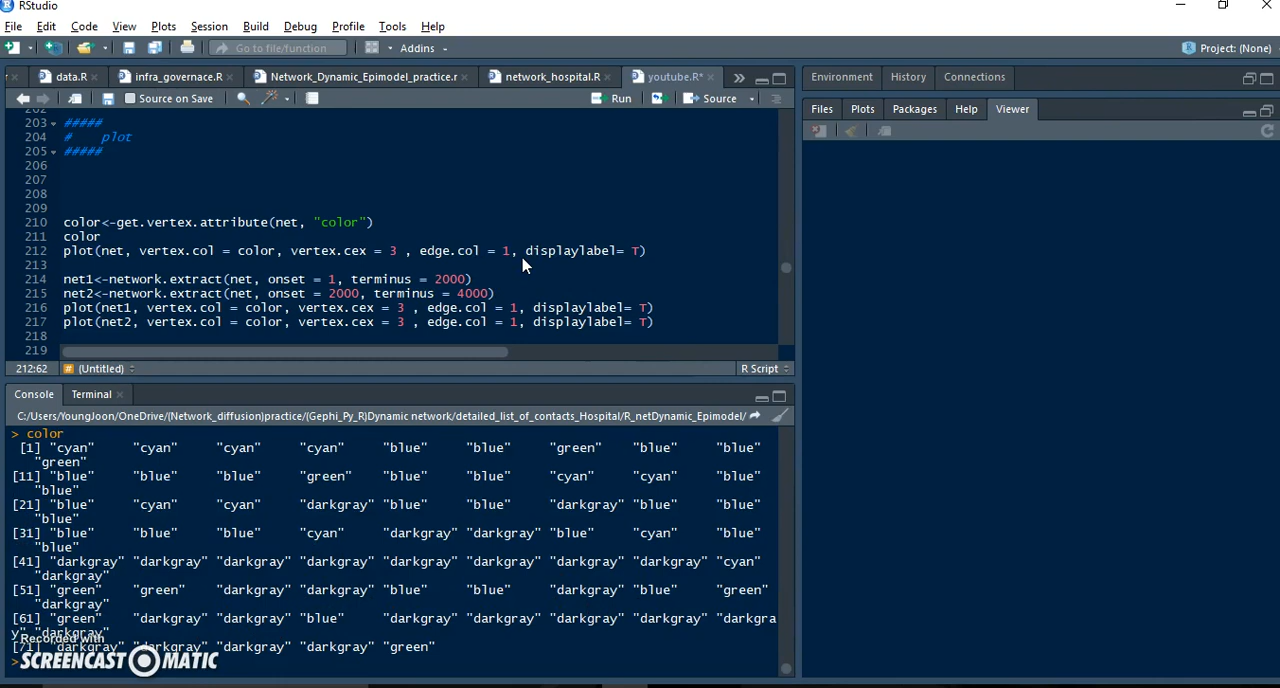 RStudio
File Edit Code View Plots Session Build Debug Profile Tools Help
Go to file/function Addins Project: (None)
data.R infra_governace.R Network_Dynamic_Epimodel_practice.r network_hospital.R youtube.R* »
Source on Save Run Source
202
203 #####
204 # plot
205 #####
206
207
208
209
210 color<-get.vertex.attribute(net, "color")
211 color
212 plot(net, vertex.col = color, vertex.cex = 3 , edge.col = 1, displaylabel= T)
213
214 net1<-network.extract(net, onset = 1, terminus = 2000)
215 net2<-network.extract(net, onset = 2000, terminus = 4000)
216 plot(net1, vertex.col = color, vertex.cex = 3 , edge.col = 1, displaylabel= T)
217 plot(net2, vertex.col = color, vertex.cex = 3 , edge.col = 1, displaylabel= T)
218
219
212:62 # (Untitled) R Script
Console Terminal
C:/Users/YoungJoon/OneDrive/(Network_diffusion)practice/(Gephi_Py_R)Dynamic network/detailed_list_of_contacts_Hospital/R_netDynamic_Epimodel/
> color
[1] "cyan" "cyan" "cyan" "cyan" "blue" "blue" "green" "blue" "blue"
"green"
[11] "blue" "blue" "blue" "green" "blue" "blue" "cyan" "cyan" "blue"
"blue"
[21] "blue" "cyan" "cyan" "blue" "darkgray" "blue" "darkgray" "blue" "blue"
"blue"
[31] "blue" "blue" "blue" "cyan" "darkgray" "darkgray" "blue" "cyan" "blue"
"blue"
[41] "darkgray" "darkgray" "darkgray" "darkgray" "darkgray" "darkgray" "darkgray" "darkgray" "cyan"
"darkgray"
[51] "green" "green" "darkgray" "darkgray" "blue" "blue" "darkgray" "blue" "green"
"darkgray"
[61] "green" "darkgray" "darkgray" "blue" "darkgray" "darkgray" "darkgray" "darkgray" "darkgra
y" "darkgray"
[71] "darkgray" "darkgray" "darkgray" "darkgray" "green"
>
Recorded with
SCREENCAST-O-MATIC
Environment History Connections
Files Plots Packages Help Viewer